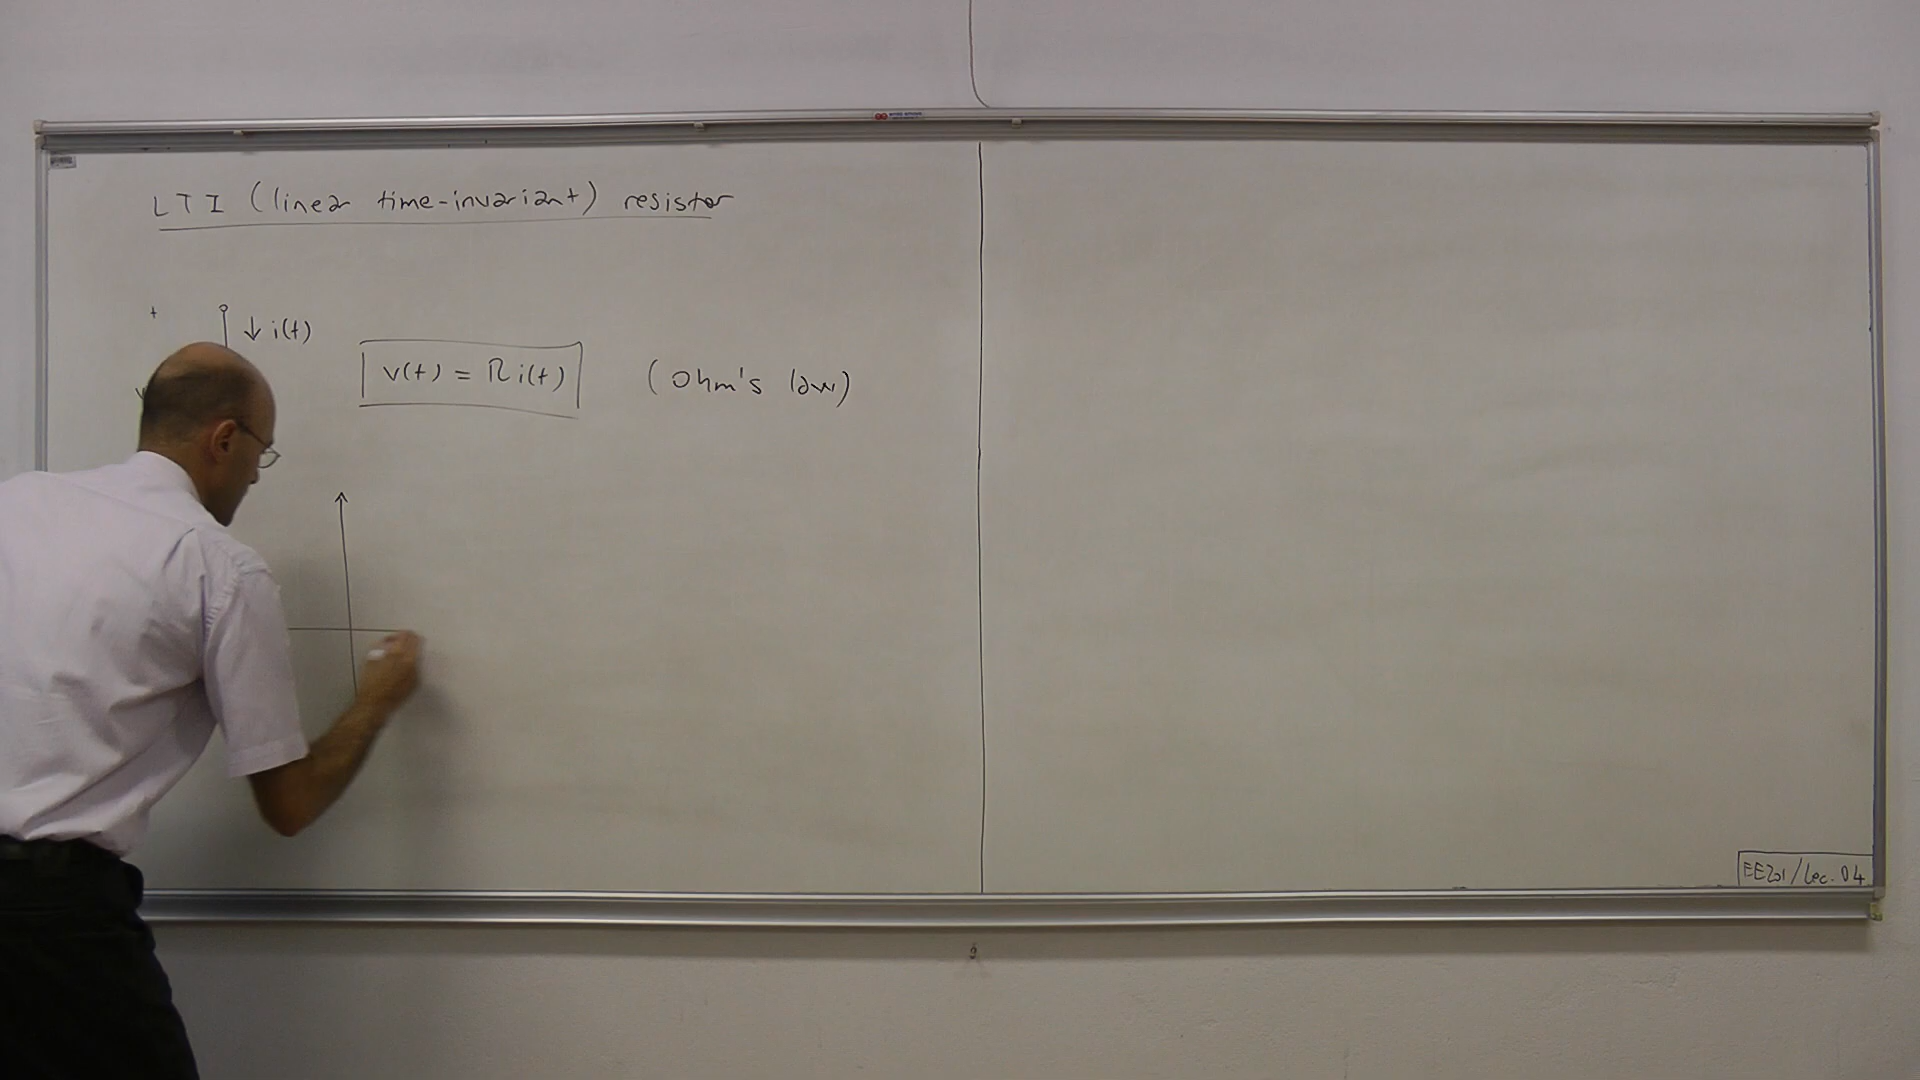 LTI (linear time-invariant) resistor
+
↓ i(t)
v(t) = R i(t)
(Ohm's law)
EE201/Lec. 04